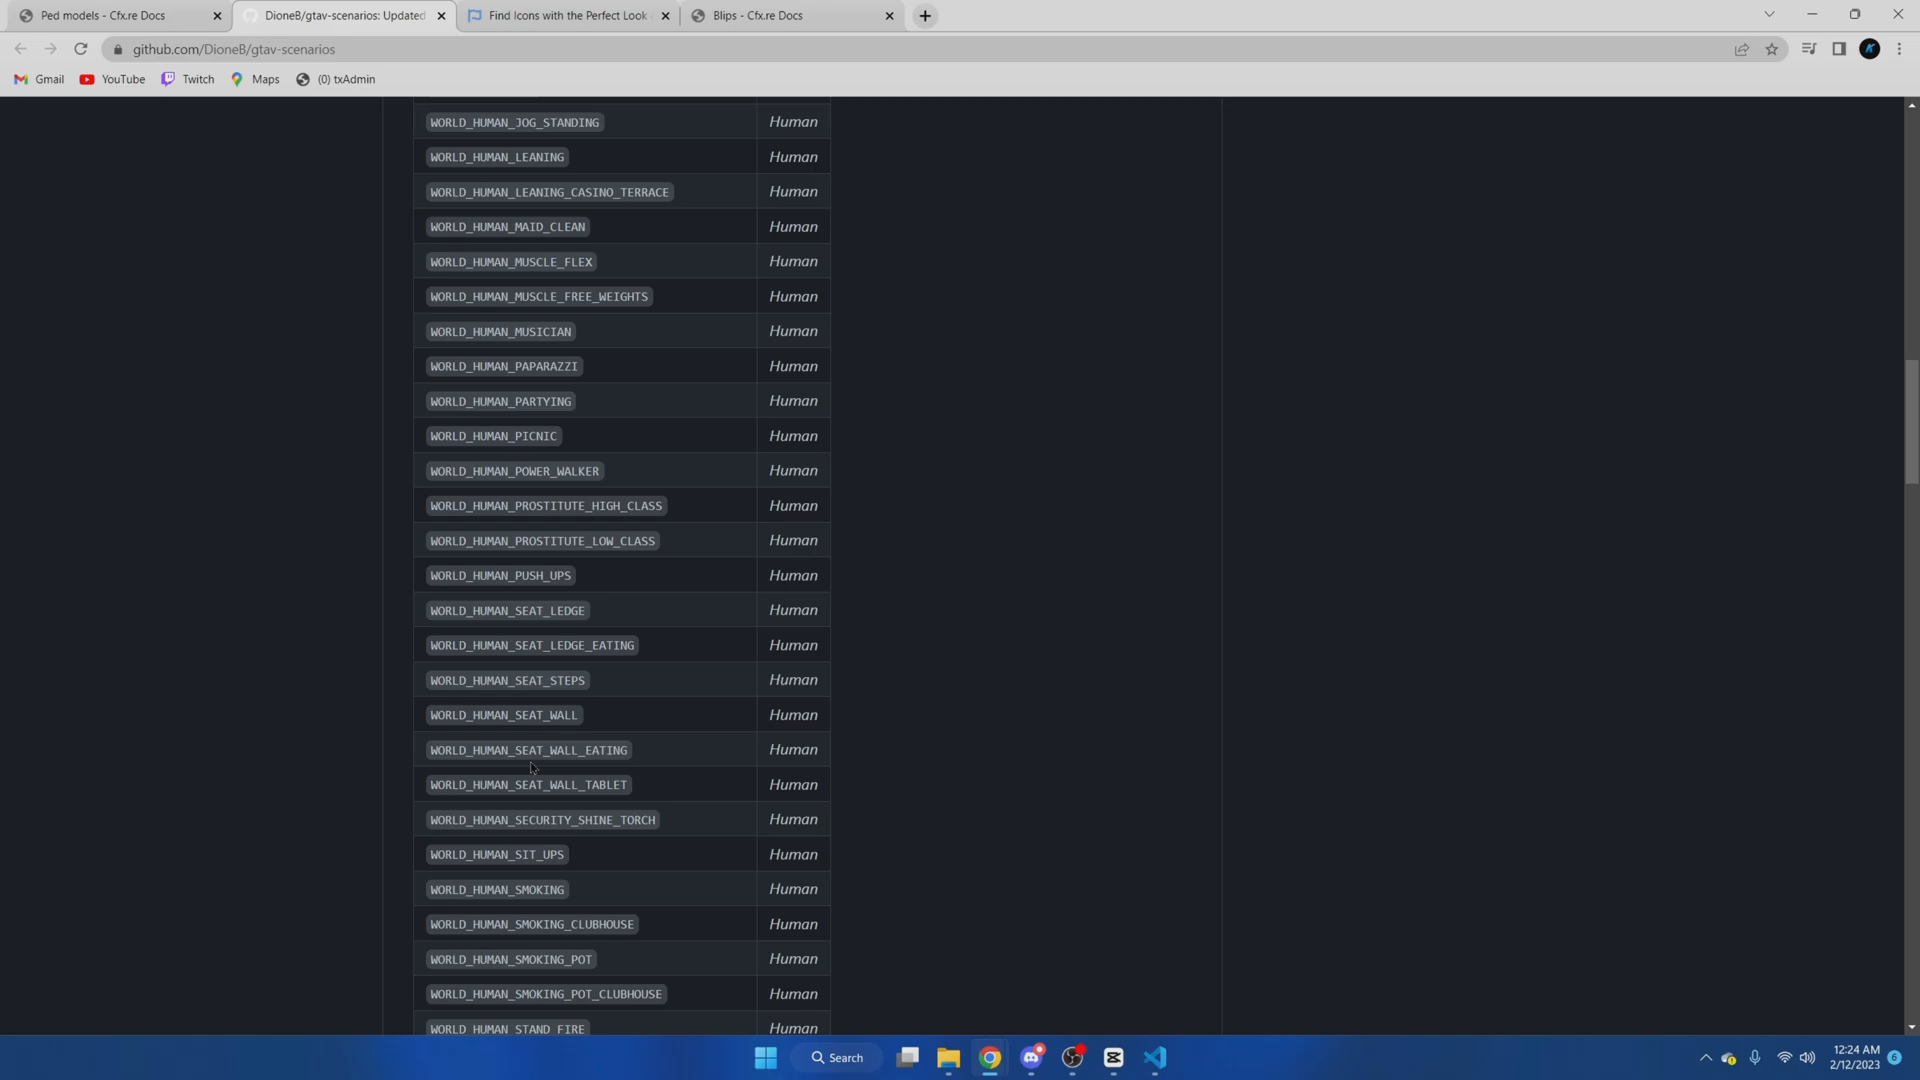 Ped models - Cfx.re Docs
DioneB/gtav-scenarios: Updated
Find Icons with the Perfect Look
Blips - Cfx.re Docs
github.com/DioneB/gtav-scenarios
Gmail
YouTube
Twitch
Maps
(0) txAdmin
WORLD_HUMAN_JOG_STANDING Human
WORLD_HUMAN_LEANING Human
WORLD_HUMAN_LEANING_CASINO_TERRACE Human
WORLD_HUMAN_MAID_CLEAN Human
WORLD_HUMAN_MUSCLE_FLEX Human
WORLD_HUMAN_MUSCLE_FREE_WEIGHTS Human
WORLD_HUMAN_MUSICIAN Human
WORLD_HUMAN_PAPARAZZI Human
WORLD_HUMAN_PARTYING Human
WORLD_HUMAN_PICNIC Human
WORLD_HUMAN_POWER_WALKER Human
WORLD_HUMAN_PROSTITUTE_HIGH_CLASS Human
WORLD_HUMAN_PROSTITUTE_LOW_CLASS Human
WORLD_HUMAN_PUSH_UPS Human
WORLD_HUMAN_SEAT_LEDGE Human
WORLD_HUMAN_SEAT_LEDGE_EATING Human
WORLD_HUMAN_SEAT_STEPS Human
WORLD_HUMAN_SEAT_WALL Human
WORLD_HUMAN_SEAT_WALL_EATING Human
WORLD_HUMAN_SEAT_WALL_TABLET Human
WORLD_HUMAN_SECURITY_SHINE_TORCH Human
WORLD_HUMAN_SIT_UPS Human
WORLD_HUMAN_SMOKING Human
WORLD_HUMAN_SMOKING_CLUBHOUSE Human
WORLD_HUMAN_SMOKING_POT Human
WORLD_HUMAN_SMOKING_POT_CLUBHOUSE Human
WORLD_HUMAN_STAND_FIRE Human
Search
12:24 AM
2/12/2023
6